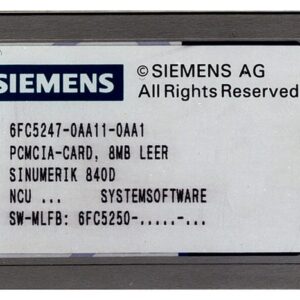 SIEMENS
©SIEMENS AG
All Rights Reserved
6FC5247-0AA11-0AA1
PCMCIA-CARD, 8MB LEER
SINUMERIK 840D
NCU ... SYSTEMSOFTWARE
SW-MLFB: 6FC5250-.....-...